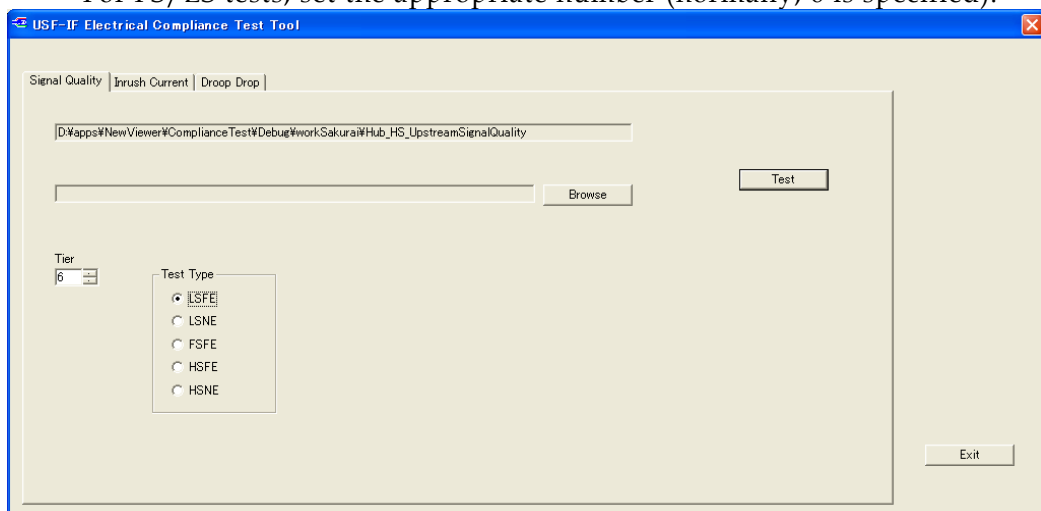 For FS/LS tests, set the appropriate number (normally, 6 is specified).
USF-IF Electrical Compliance Test Tool
Signal Quality Inrush Current Droop Drop
D:¥apps¥NewViewer¥ComplianceTest¥Debug¥workSakurai¥Hub_HS_UpstreamSignalQuality
Test
Browse
Tier
6
Test Type
LSFE
LSNE
FSFE
HSFE
HSNE
Exit